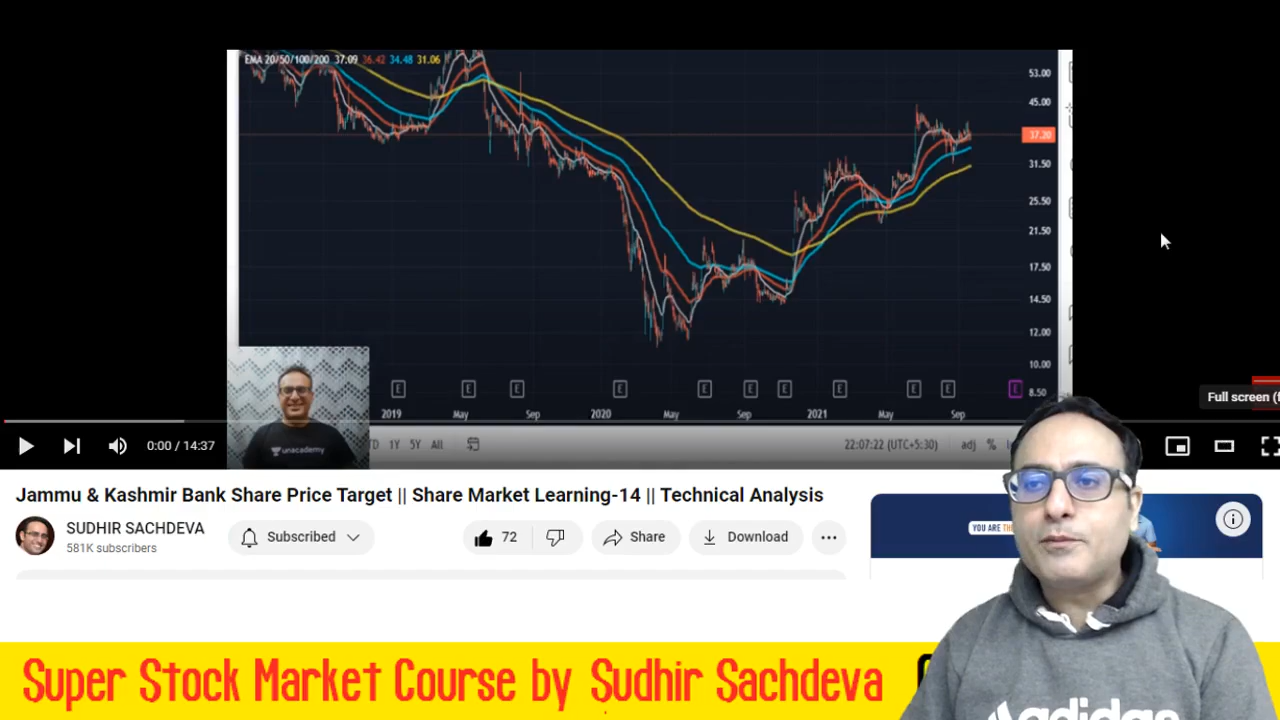 EMA 20/50/100/200 37.09 36.42 34.48 31.06
53.00
45.00
37.20
31.50
25.50
21.50
17.50
14.50
12.00
10.00
8.50
E E E E E E E E E E E
2019 May Sep 2020 May Sep 2021 May Sep
1Y 5Y All
22:07:22 (UTC+5:30) adj %
unacademy
Full screen
0:00 / 14:37
Jammu & Kashmir Bank Share Price Target || Share Market Learning-14 || Technical Analysis
SUDHIR SACHDEVA
581K subscribers
Subscribed
72
Share
Download
YOU ARE
Super Stock Market Course by Sudhir Sachdeva
adidas